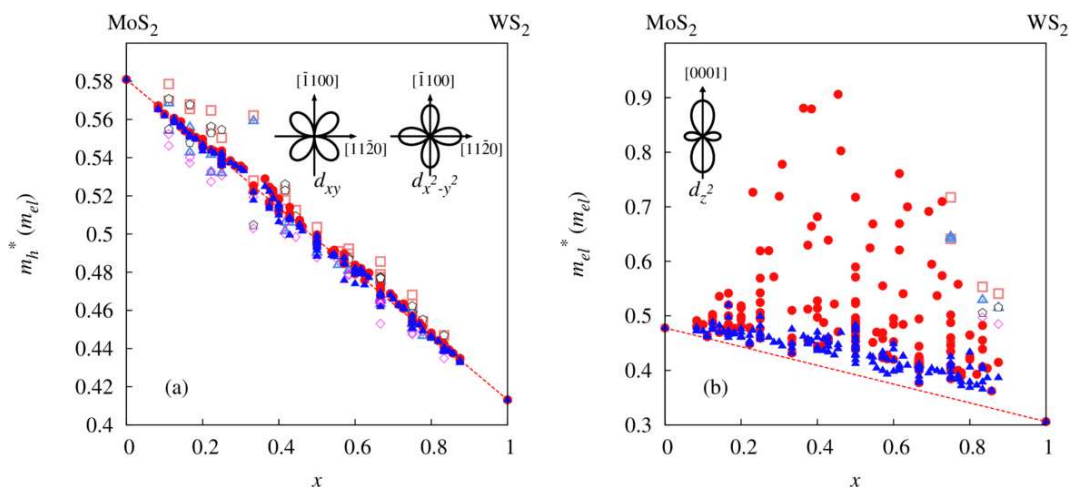 MoS₂ WS₂
0.58
0.56
0.54
0.52
0.5
0.48
0.46
0.44
0.42
0.4
m_h* (m_el)
[1̄100] [1̄100]
[112̄0] [112̄0]
d_xy d_x²-y²
(a)
0 0.2 0.4 0.6 0.8 1
x
MoS₂ WS₂
0.9
0.8
0.7
0.6
0.5
0.4
0.3
m_el* (m_el)
[0001]
d_z²
(b)
0 0.2 0.4 0.6 0.8 1
x